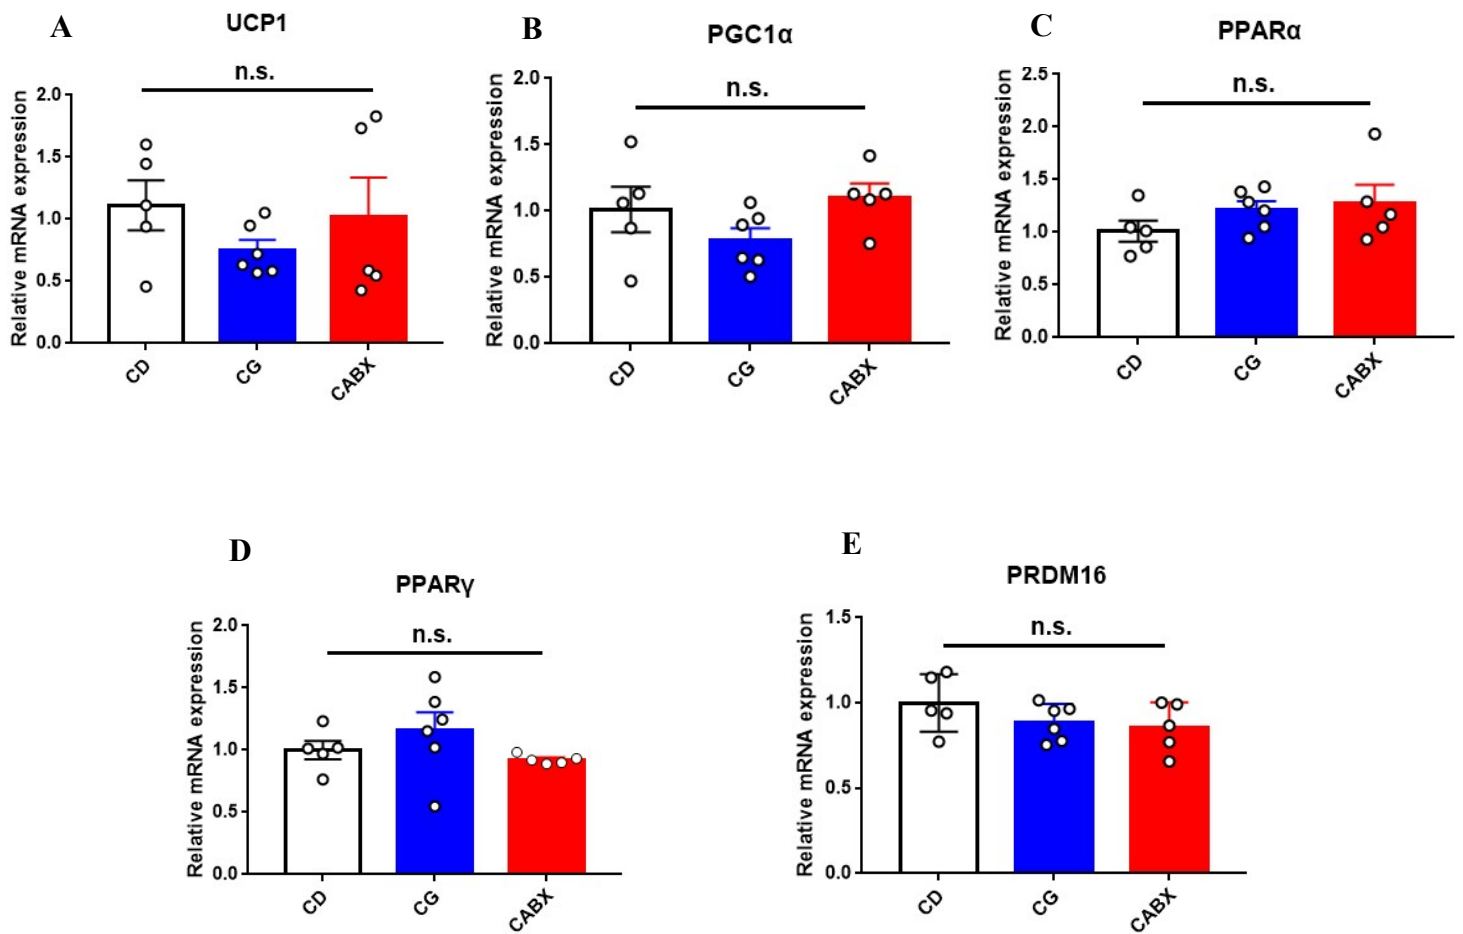 A
UCP1
n.s.
Relative mRNA expression
2.0
1.5
1.0
0.5
0.0
CD
CG
CABX
B
PGC1α
n.s.
Relative mRNA expression
2.0
1.5
1.0
0.5
0.0
CD
CG
CABX
C
PPARα
n.s.
Relative mRNA expression
2.5
2.0
1.5
1.0
0.5
0.0
CD
CG
CABX
D
PPARγ
n.s.
Relative mRNA expression
2.0
1.5
1.0
0.5
0.0
CD
CG
CABX
E
PRDM16
n.s.
Relative mRNA expression
1.5
1.0
0.5
0.0
CD
CG
CABX